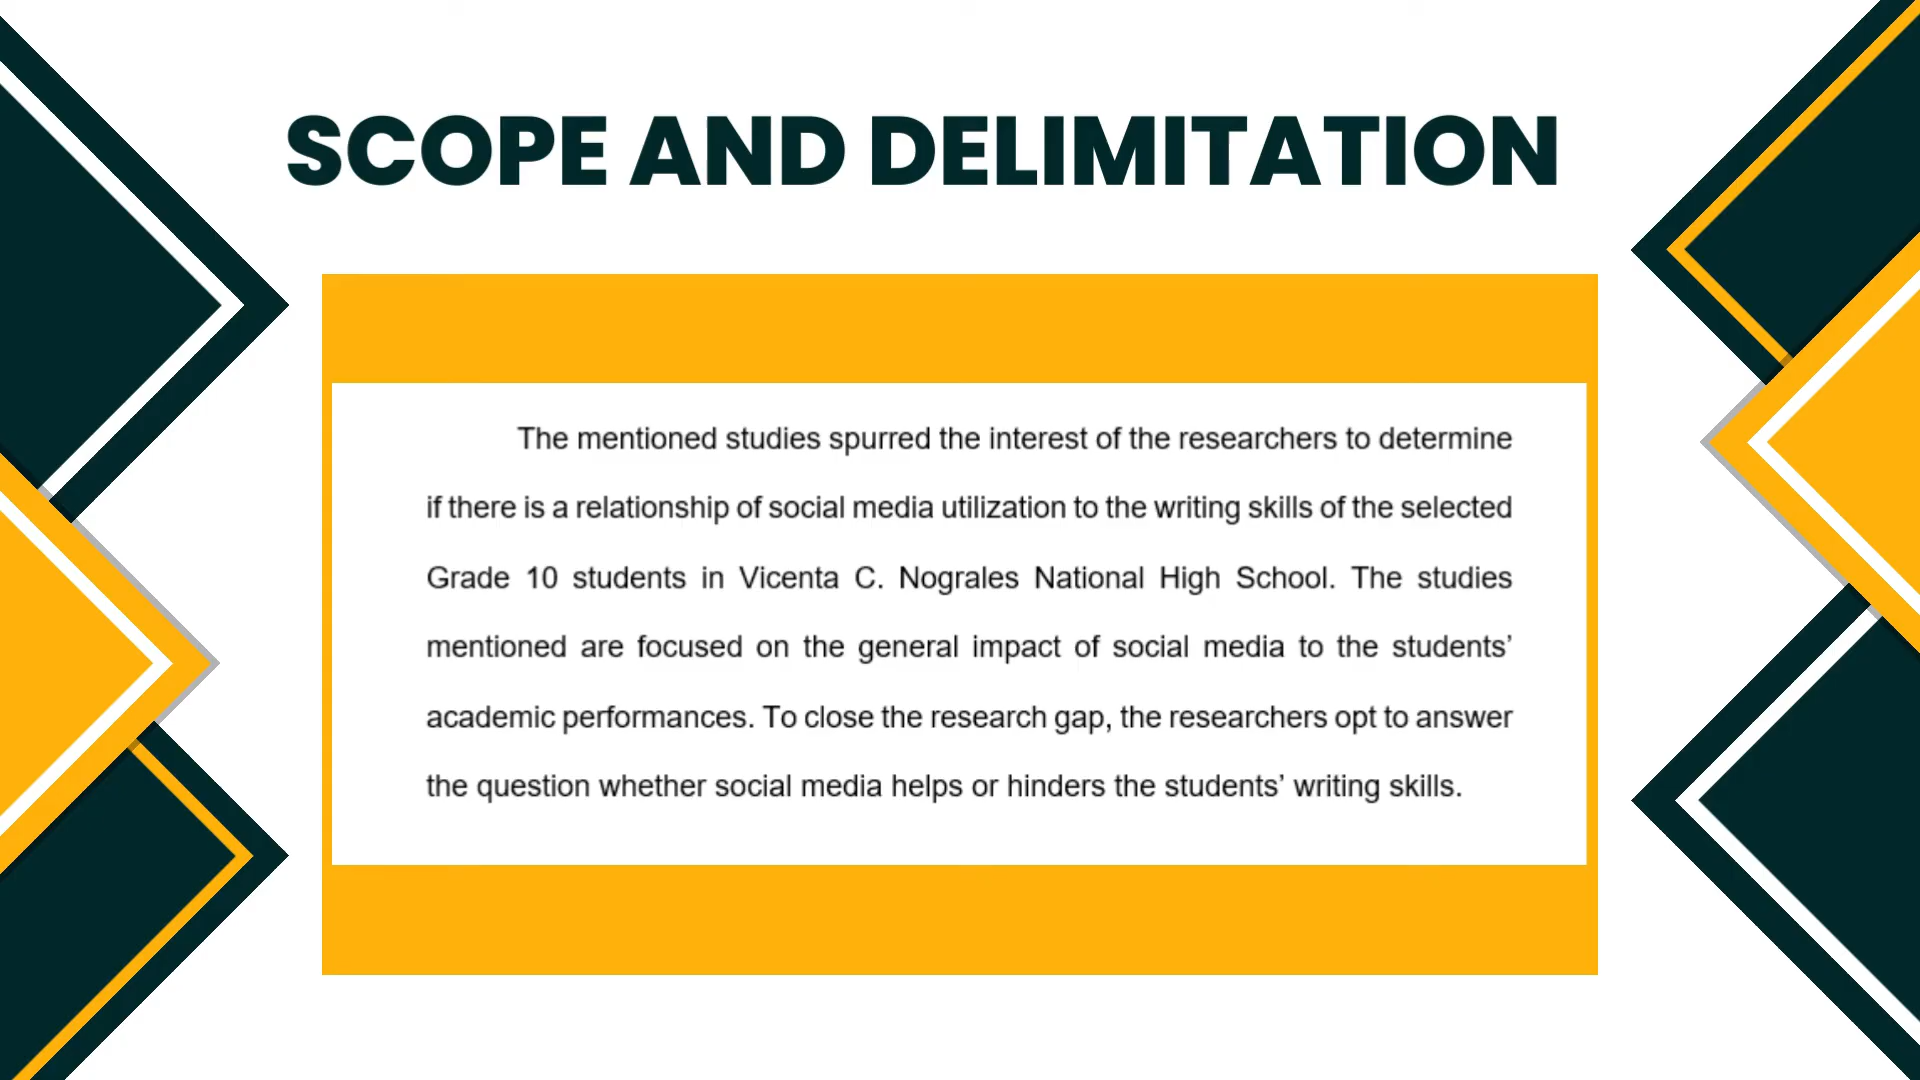 SCOPE AND DELIMITATION
The mentioned studies spurred the interest of the researchers to determine
if there is a relationship of social media utilization to the writing skills of the selected
Grade 10 students in Vicenta C. Nograles National High School. The studies
mentioned are focused on the general impact of social media to the students’
academic performances. To close the research gap, the researchers opt to answer
the question whether social media helps or hinders the students’ writing skills.